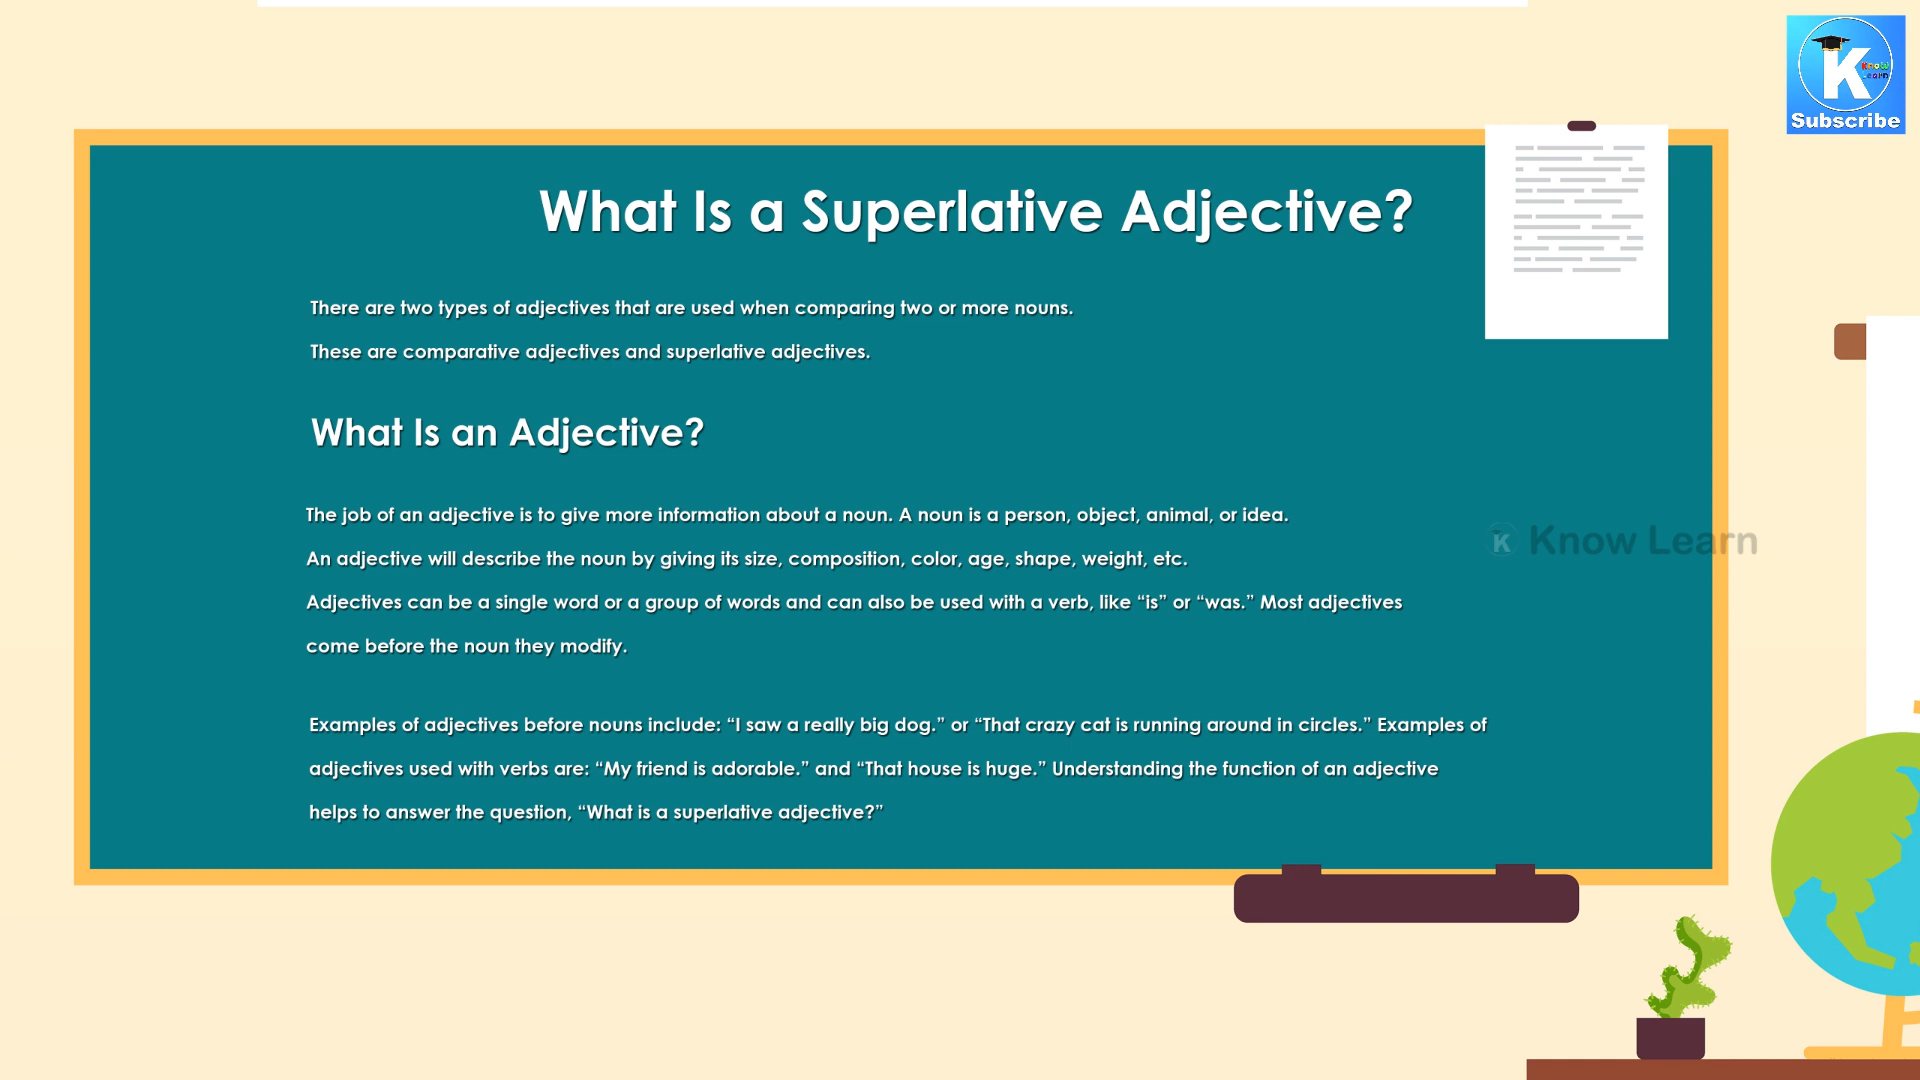 Know Learn
Subscribe
What Is a Superlative Adjective?
There are two types of adjectives that are used when comparing two or more nouns.
These are comparative adjectives and superlative adjectives.
What Is an Adjective?
The job of an adjective is to give more information about a noun. A noun is a person, object, animal, or idea.
An adjective will describe the noun by giving its size, composition, color, age, shape, weight, etc.
Adjectives can be a single word or a group of words and can also be used with a verb, like “is” or “was.” Most adjectives
come before the noun they modify.
K Know Learn
Examples of adjectives before nouns include: “I saw a really big dog.” or “That crazy cat is running around in circles.” Examples of
adjectives used with verbs are: “My friend is adorable.” and “That house is huge.” Understanding the function of an adjective
helps to answer the question, “What is a superlative adjective?”